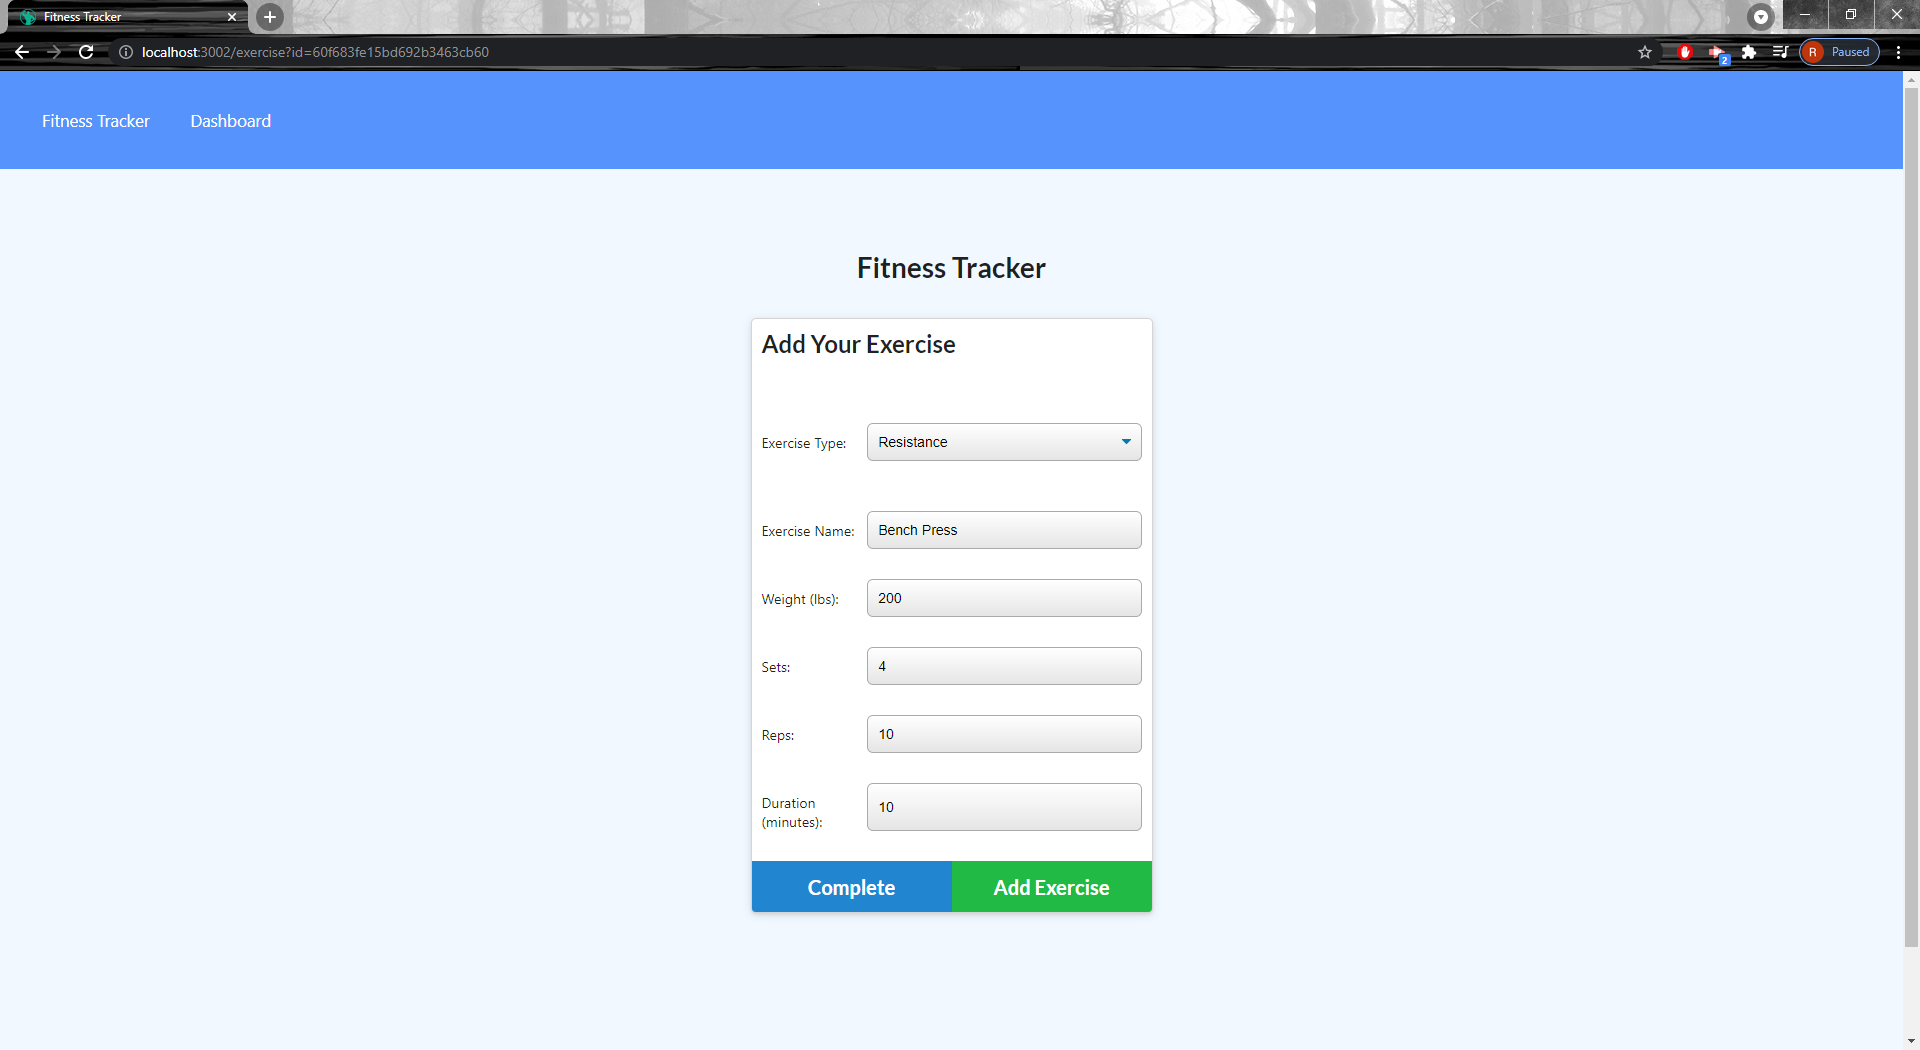 Fitness Tracker
localhost:3002/exercise?id=60f683fe15bd692b3463cb60
2
R Paused
Fitness Tracker Dashboard
Fitness Tracker
Add Your Exercise
Exercise Type: Resistance
Exercise Name: Bench Press
Weight (lbs): 200
Sets: 4
Reps: 10
Duration (minutes): 10
Complete Add Exercise